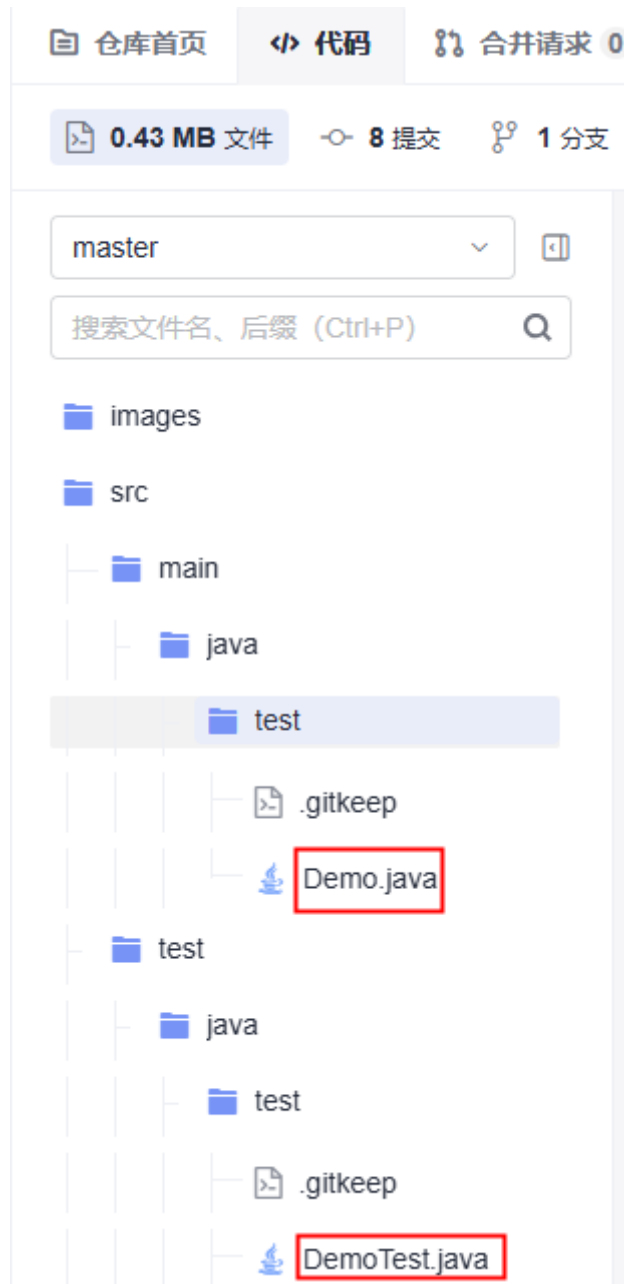 仓库首页 </> 代码 合并请求 0
0.43 MB 文件 8 提交 1 分支
master
搜索文件名、后缀（Ctrl+P）
images
src
main
java
test
.gitkeep
Demo.java
test
java
test
.gitkeep
DemoTest.java